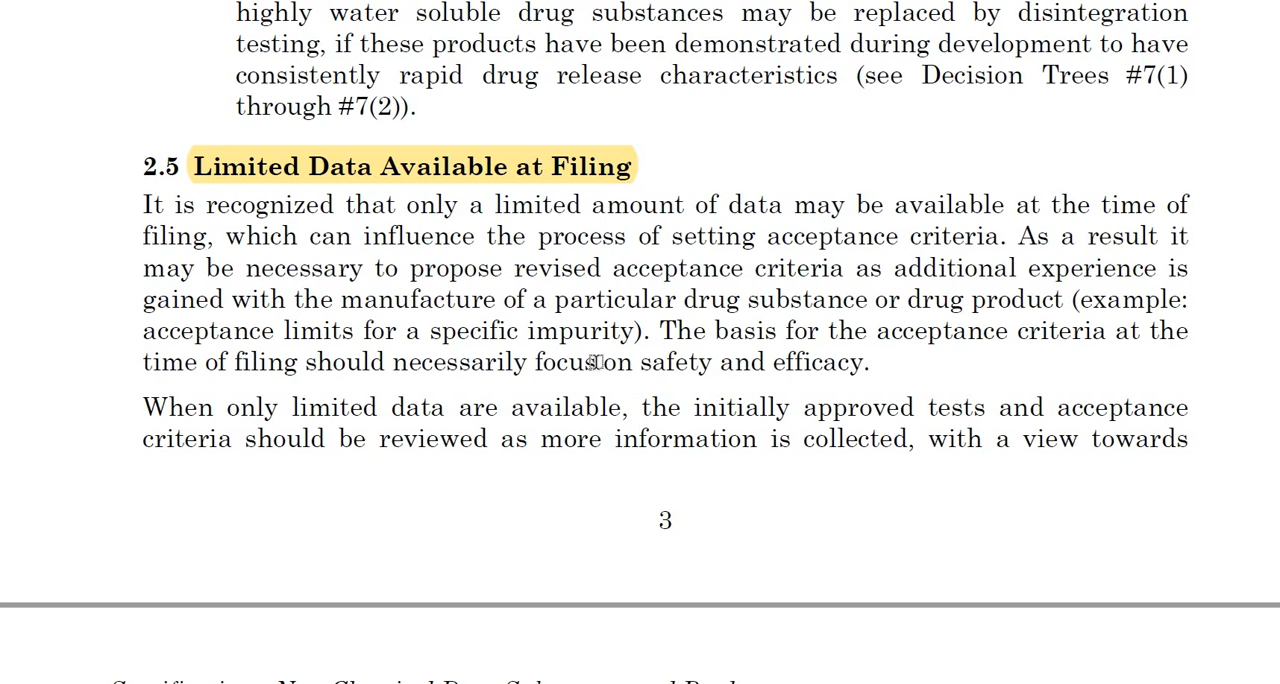 highly water soluble drug substances may be replaced by disintegration
testing, if these products have been demonstrated during development to have
consistently rapid drug release characteristics (see Decision Trees #7(1)
through #7(2)).
2.5 Limited Data Available at Filing
It is recognized that only a limited amount of data may be available at the time of
filing, which can influence the process of setting acceptance criteria. As a result it
may be necessary to propose revised acceptance criteria as additional experience is
gained with the manufacture of a particular drug substance or drug product (example:
acceptance limits for a specific impurity). The basis for the acceptance criteria at the
time of filing should necessarily focus on safety and efficacy.
When only limited data are available, the initially approved tests and acceptance
criteria should be reviewed as more information is collected, with a view towards
3